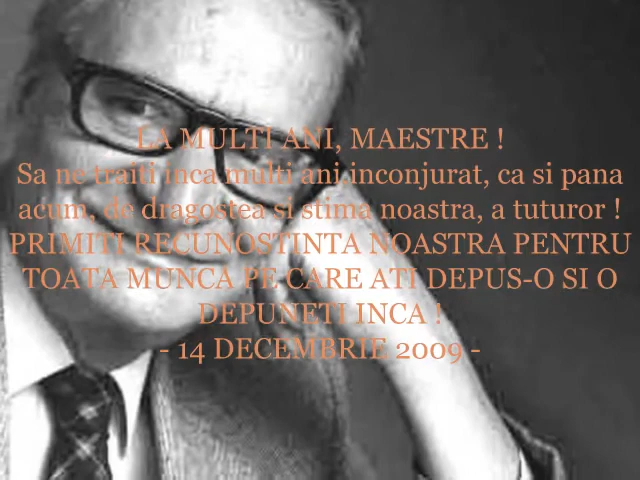 LA MULTI ANI, MAESTRE !
Sa ne traiti inca multi ani,inconjurat, ca si pana
acum, de dragostea si stima noastra, a tuturor !
PRIMITI RECUNOSTINTA NOASTRA PENTRU
TOATA MUNCA PE CARE ATI DEPUS-O SI O
DEPUNETI INCA !
- 14 DECEMBRIE 2009 -